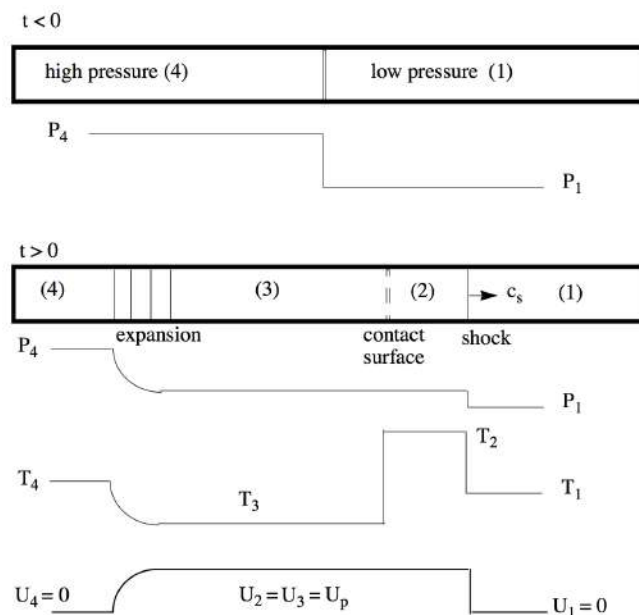 t < 0
high pressure (4) low pressure (1)
P4
P1
t > 0
(4) (3) (2) cs (1)
expansion contact surface shock
P4
P1
T2
T4 T3 T1
U4 = 0 U2 = U3 = Up U1 = 0